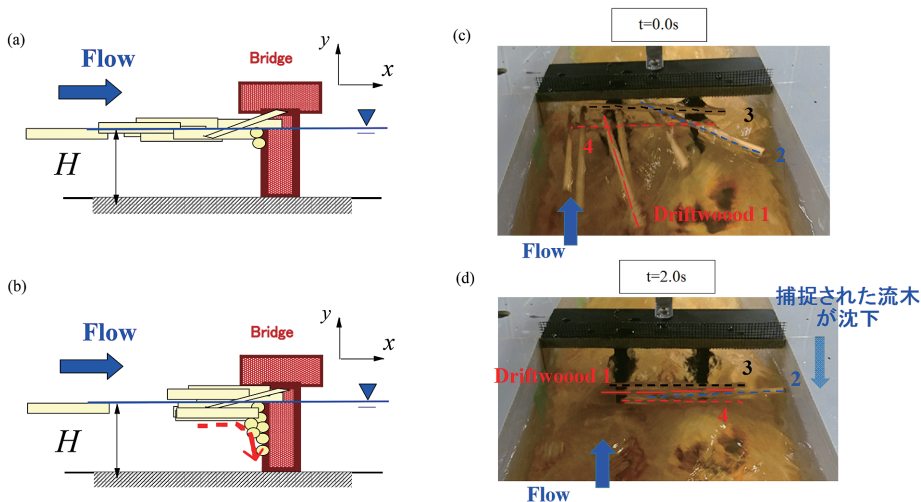 (a)
Flow
Bridge
y
x
H
(b)
Flow
Bridge
y
x
H
(c)
t=0.0s
3
4
2
Driftwoood 1
Flow
(d)
t=2.0s
捕捉された流木
が沈下
3
Driftwoood 1
2
4
Flow